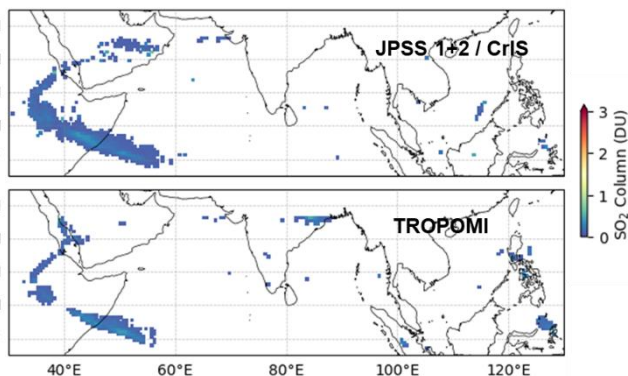 JPSS 1+2 / CrIS
TROPOMI
40°E 60°E 80°E 100°E 120°E
3
2
1
0
SO₂ Column (DU)